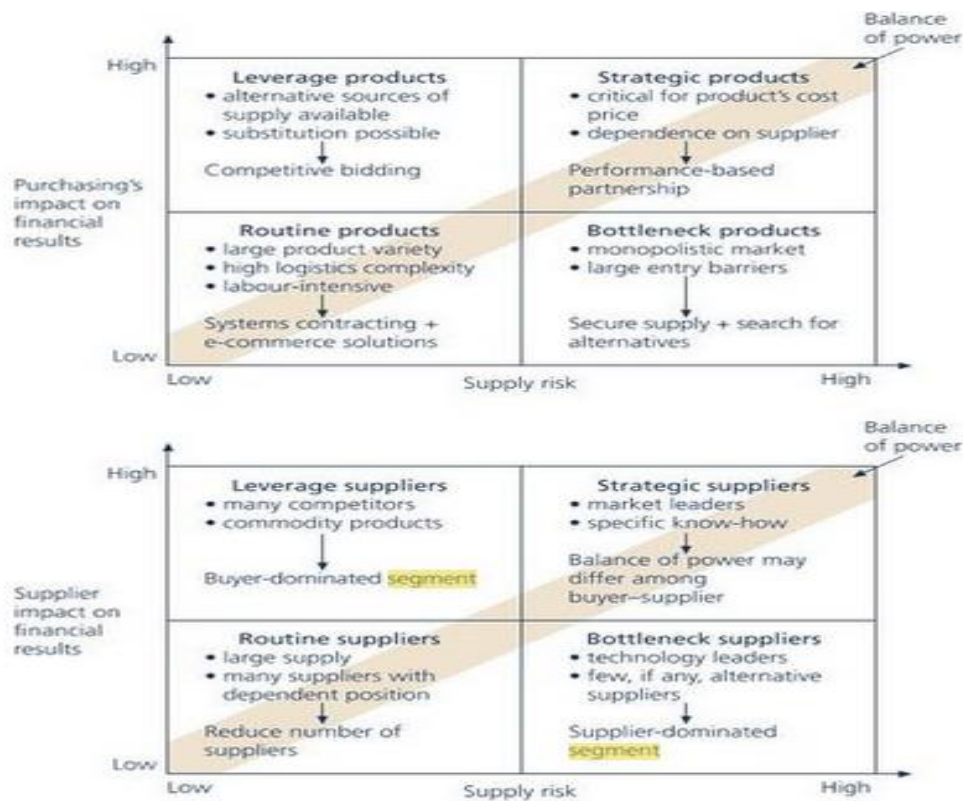 Balance
of power
High
Leverage products
• alternative sources of
supply available
• substitution possible
Competitive bidding
Strategic products
• critical for product's cost
price
• dependence on supplier
Performance-based
partnership
Purchasing's
impact on
financial
results
Routine products
• large product variety
• high logistics complexity
• labour-intensive
Systems contracting +
e-commerce solutions
Bottleneck products
• monopolistic market
• large entry barriers
Secure supply + search for
alternatives
Low
Low
Supply risk
High
Balance
of power
High
Leverage suppliers
• many competitors
• commodity products
Buyer-dominated segment
Strategic suppliers
• market leaders
• specific know-how
Balance of power may
differ among
buyer–supplier
Supplier
impact on
financial
results
Routine suppliers
• large supply
• many suppliers with
dependent position
Reduce number of
suppliers
Bottleneck suppliers
• technology leaders
• few, if any, alternative
suppliers
Supplier-dominated
segment
Low
Low
Supply risk
High